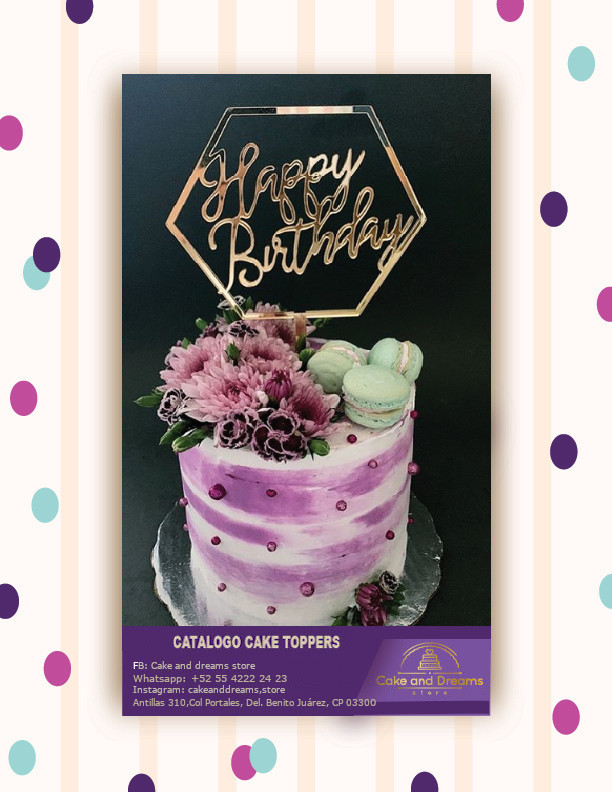 Happy
Birthday
CATALOGO CAKE TOPPERS
FB: Cake and dreams store
Whatsapp: +52 55 4222 24 23
Instagram: cakeanddreams,store
Antillas 310,Col Portales, Del. Benito Juárez, CP 03300
Cake and Dreams
store